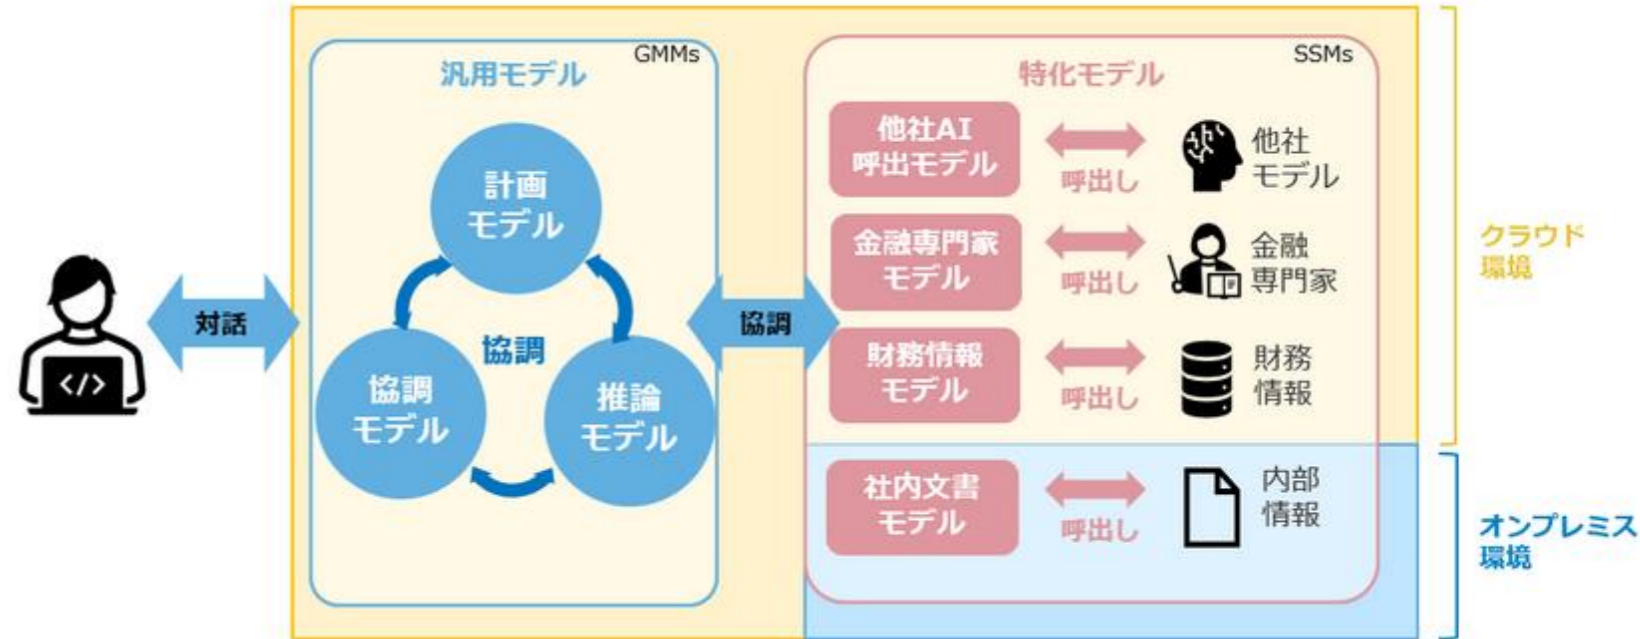 GMMs
汎用モデル
計画
モデル
協調
協調
モデル
推論
モデル
</>
対話
協調
SSMs
特化モデル
他社AI
呼出モデル
呼出し
他社
モデル
金融専門家
モデル
呼出し
金融
専門家
財務情報
モデル
呼出し
財務
情報
社内文書
モデル
呼出し
内部
情報
クラウド
環境
オンプレミス
環境